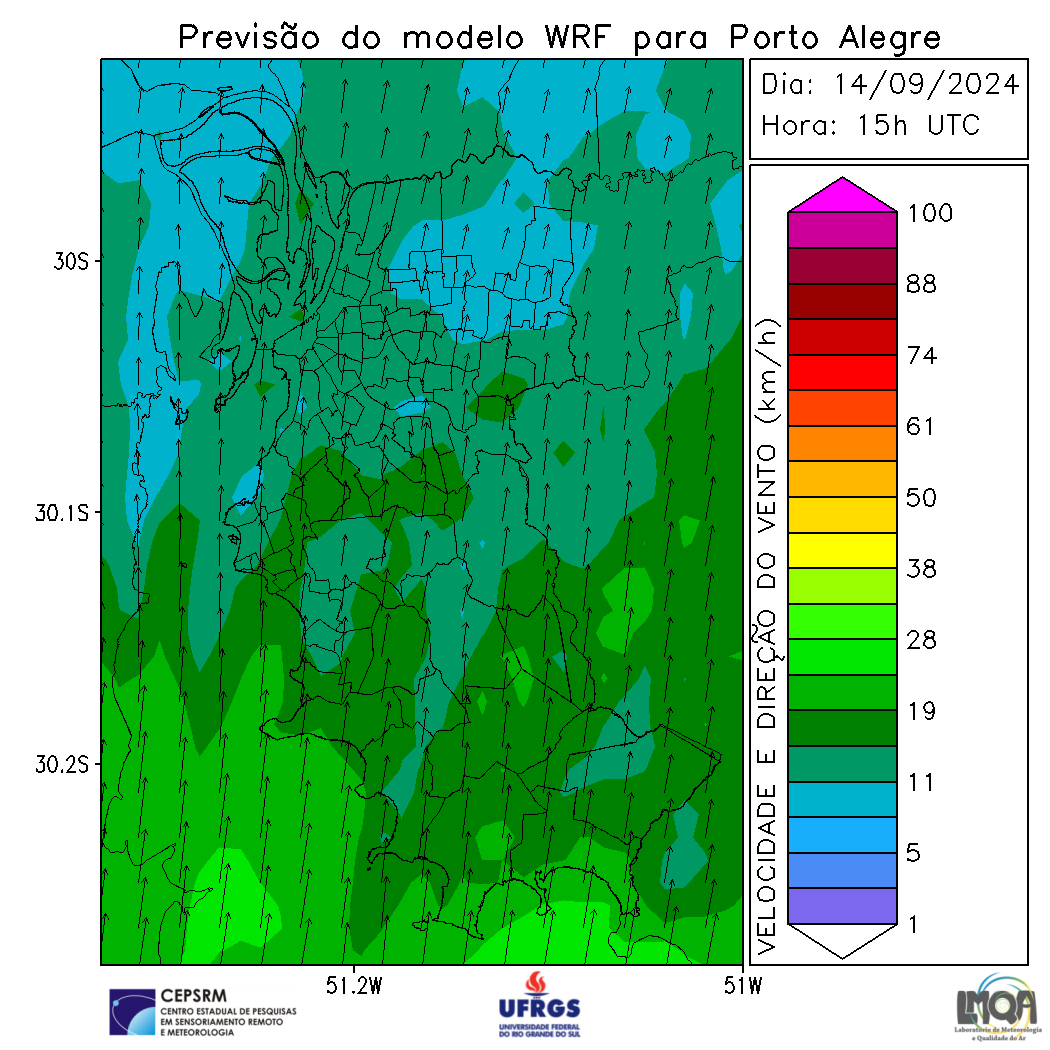 Previsão do modelo WRF para Porto Alegre
Dia: 14/09/2024
Hora: 15h UTC
30S
30.1S
30.2S
51.2W
51W
VELOCIDADE E DIREÇÃO DO VENTO (km/h)
100
88
74
61
50
38
28
19
11
5
1
CEPSRM
CENTRO ESTADUAL DE PESQUISAS
EM SENSORIAMENTO REMOTO
E METEOROLOGIA
UFRGS
UNIVERSIDADE FEDERAL
DO RIO GRANDE DO SUL
LMQA
Laboratório de Meteorologia
e Qualidade do Ar